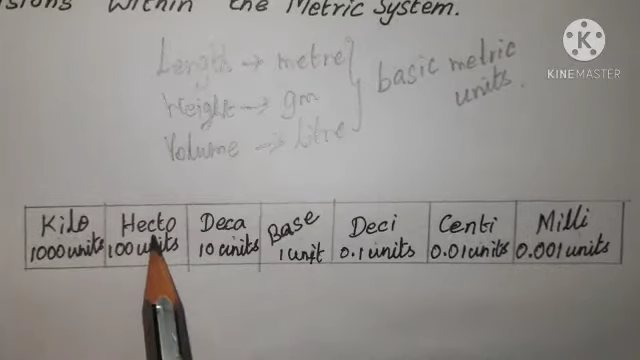 sions Within the Metric System.
Length → metre
Weight → gm
Volume → litre
basic metric
units.
KINEMASTER
Kilo Hecto Deca Base Deci Centi Milli
1000 units 100 units 10 units 1 unit 0.1 units 0.01 units 0.001 units